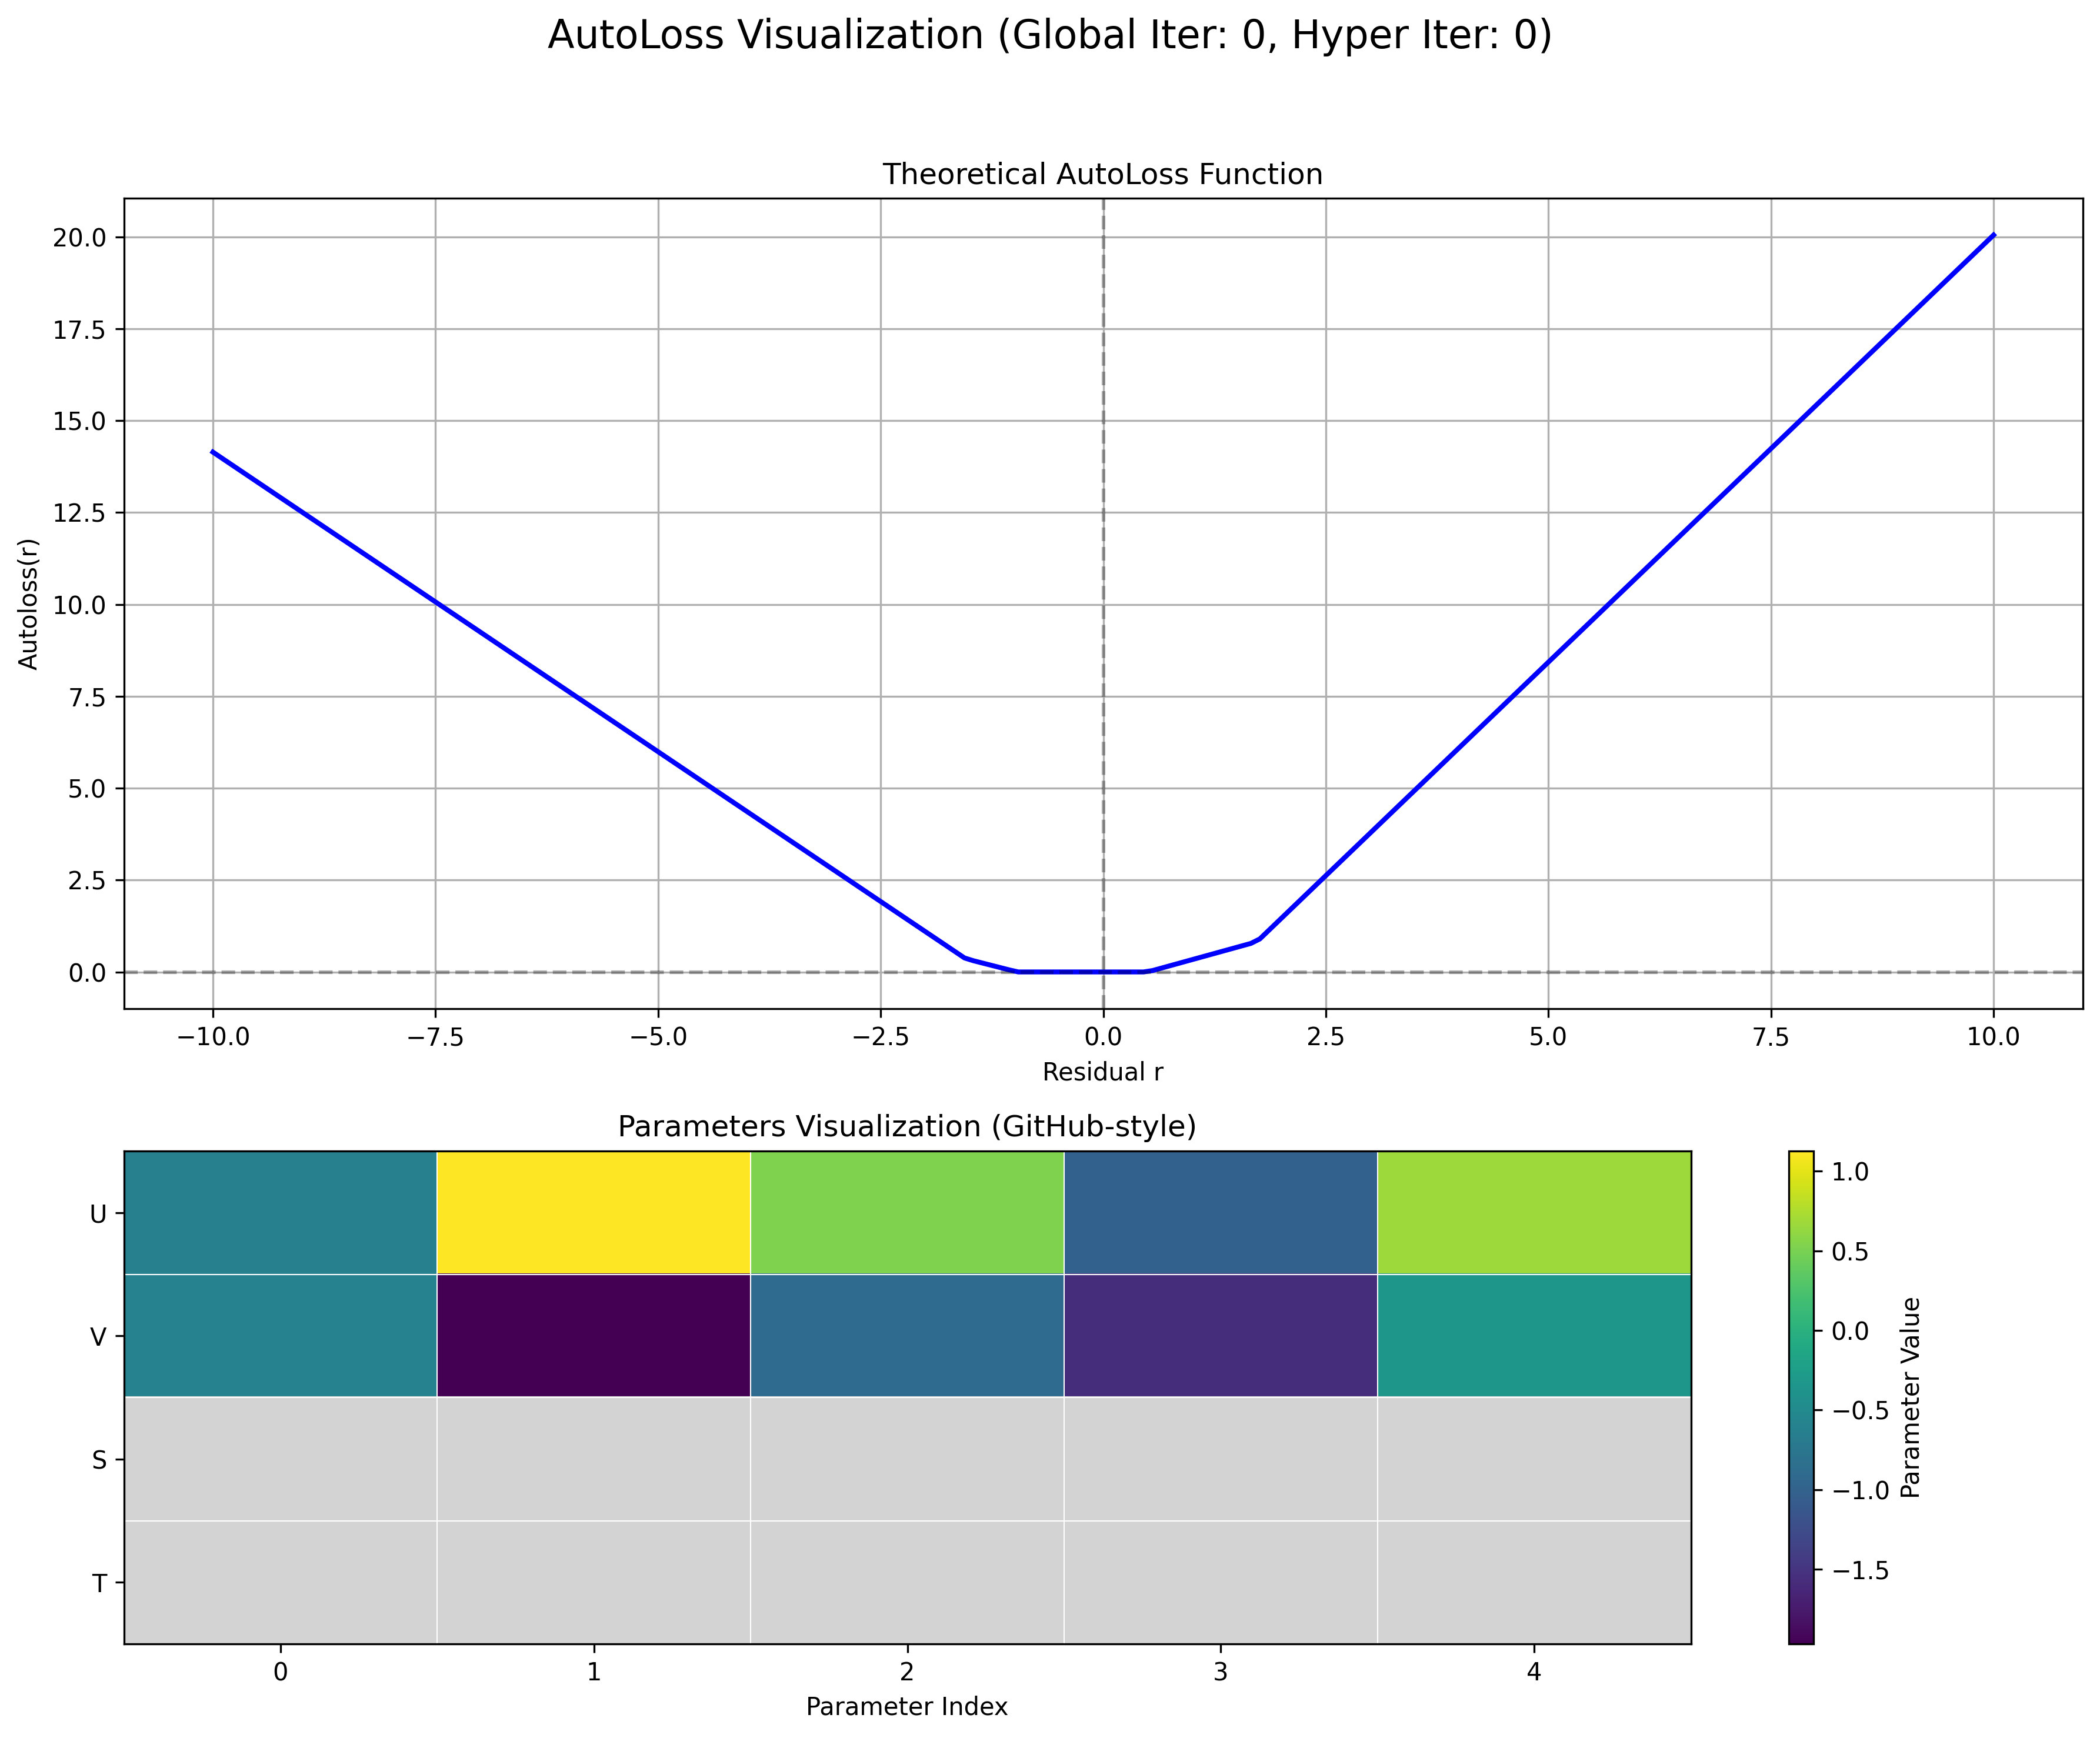 AutoLoss Visualization (Global Iter: 0, Hyper Iter: 0)
Theoretical AutoLoss Function
20.0
17.5
15.0
12.5
10.0
7.5
5.0
2.5
0.0
Autoloss(r)
−10.0 −7.5 −5.0 −2.5 0.0 2.5 5.0 7.5 10.0
Residual r
Parameters Visualization (GitHub-style)
U
V
S
T
0 1 2 3 4
Parameter Index
1.0
0.5
0.0
−0.5
−1.0
−1.5
Parameter Value